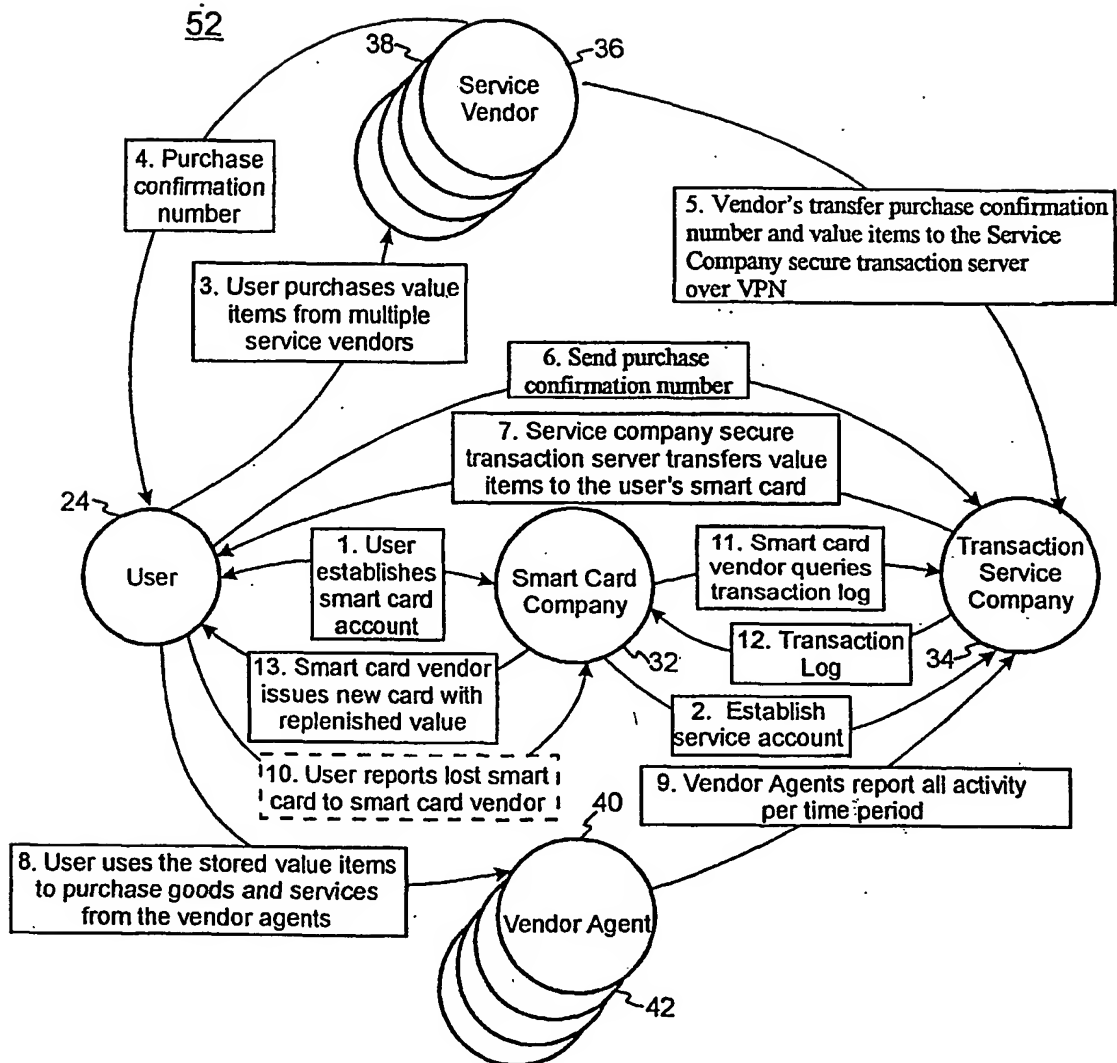 52
38
36
Service
Vendor
4. Purchase
confirmation
number
5. Vendor's transfer purchase confirmation
number and value items to the Service
Company secure transaction server
over VPN
3. User purchases value
items from multiple
service vendors
6. Send purchase
confirmation number
7. Service company secure
transaction server transfers value
items to the user's smart card
24
User
1. User
establishes
smart card
account
Smart Card
Company
32
11. Smart card
vendor queries
transaction log
Transaction
Service
Company
12. Transaction
Log
34
13. Smart card vendor
issues new card with
replenished value
2. Establish
service account
10. User reports lost smart
card to smart card vendor
9. Vendor Agents report all activity
per time period
40
8. User uses the stored value items
to purchase goods and services
from the vendor agents
Vendor Agent
42